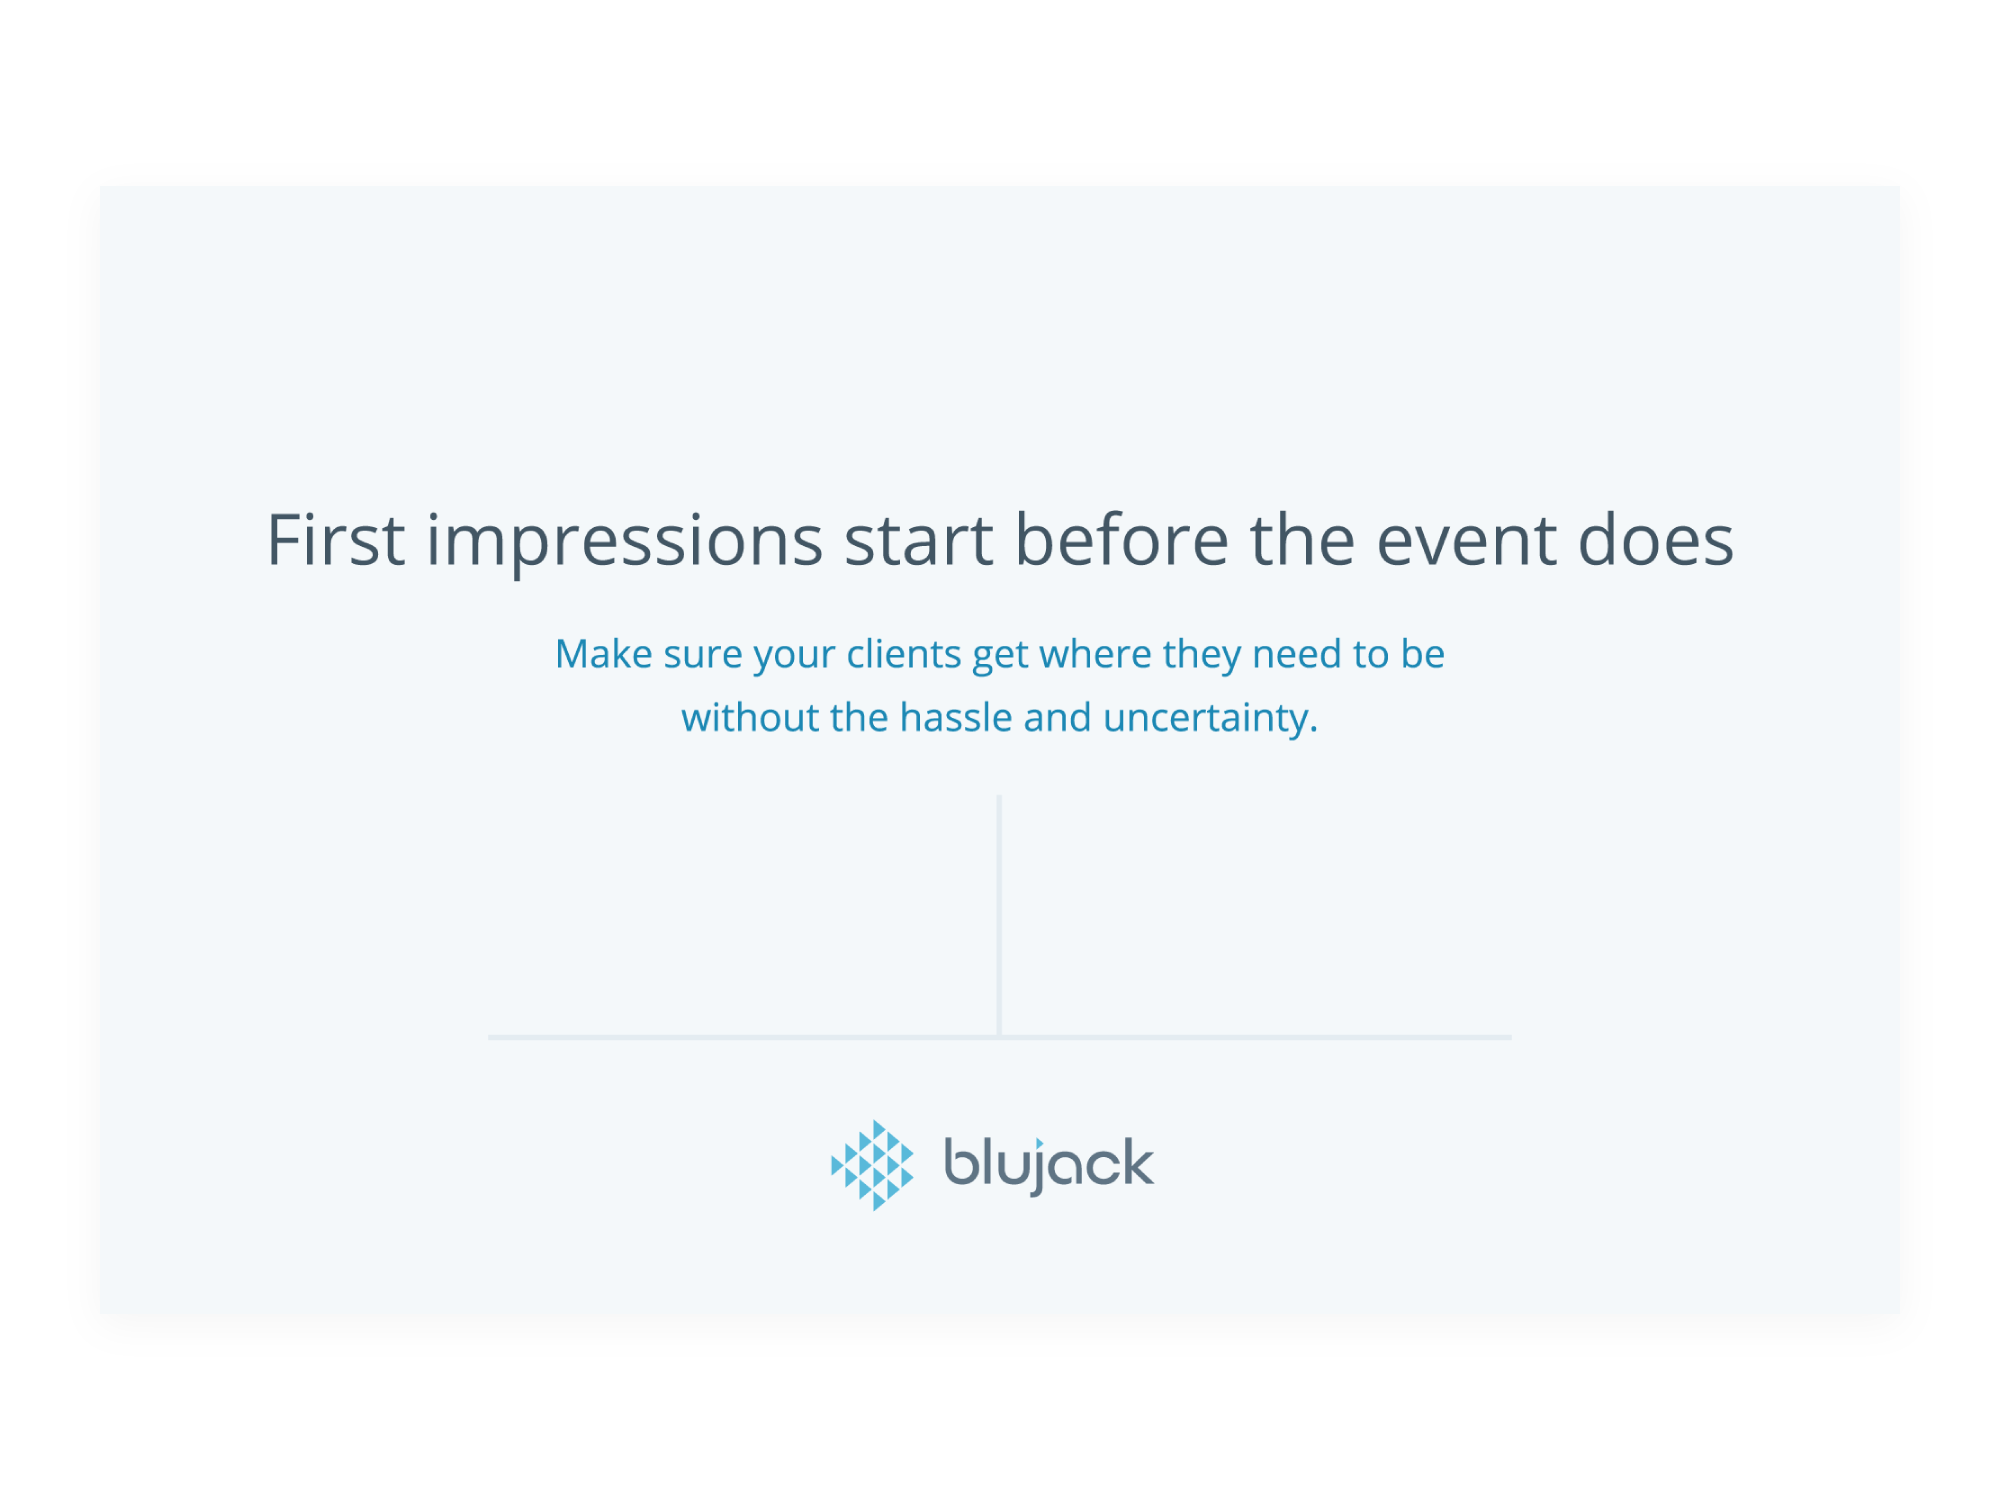 First impressions start before the event does
Make sure your clients get where they need to be
without the hassle and uncertainty.
blujack